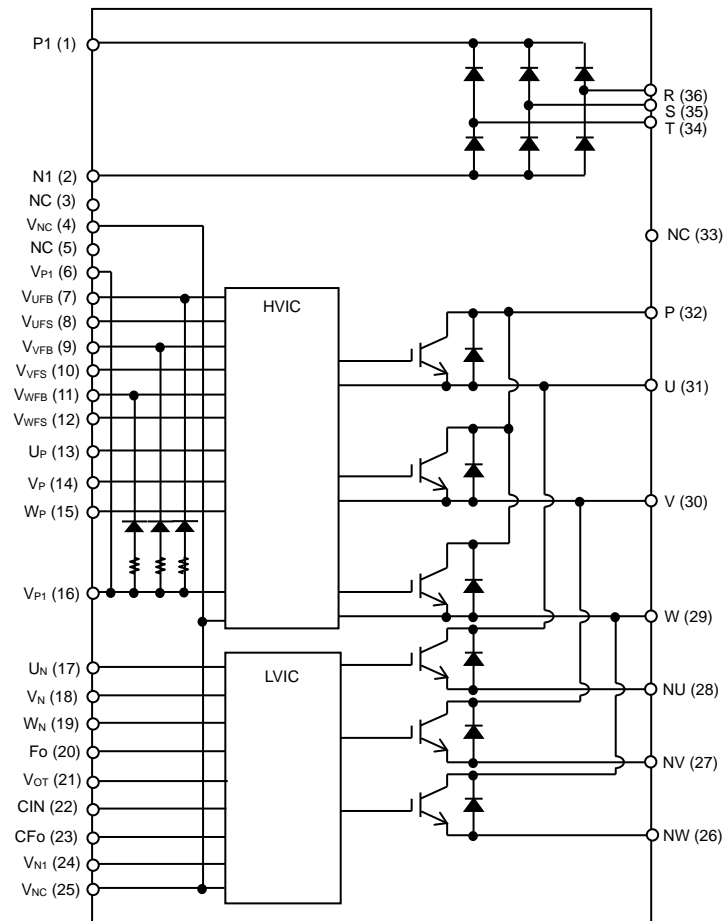 P1 (1)
N1 (2)
NC (3)
VNC (4)
NC (5)
VP1 (6)
VUFB (7)
VUFS (8)
VVFB (9)
VVFS (10)
VWFB (11)
VWFS (12)
UP (13)
VP (14)
WP (15)
VP1 (16)
UN (17)
VN (18)
WN (19)
Fo (20)
VOT (21)
CIN (22)
CFo (23)
VN1 (24)
VNC (25)
HVIC
LVIC
R (36)
S (35)
T (34)
NC (33)
P (32)
U (31)
V (30)
W (29)
NU (28)
NV (27)
NW (26)